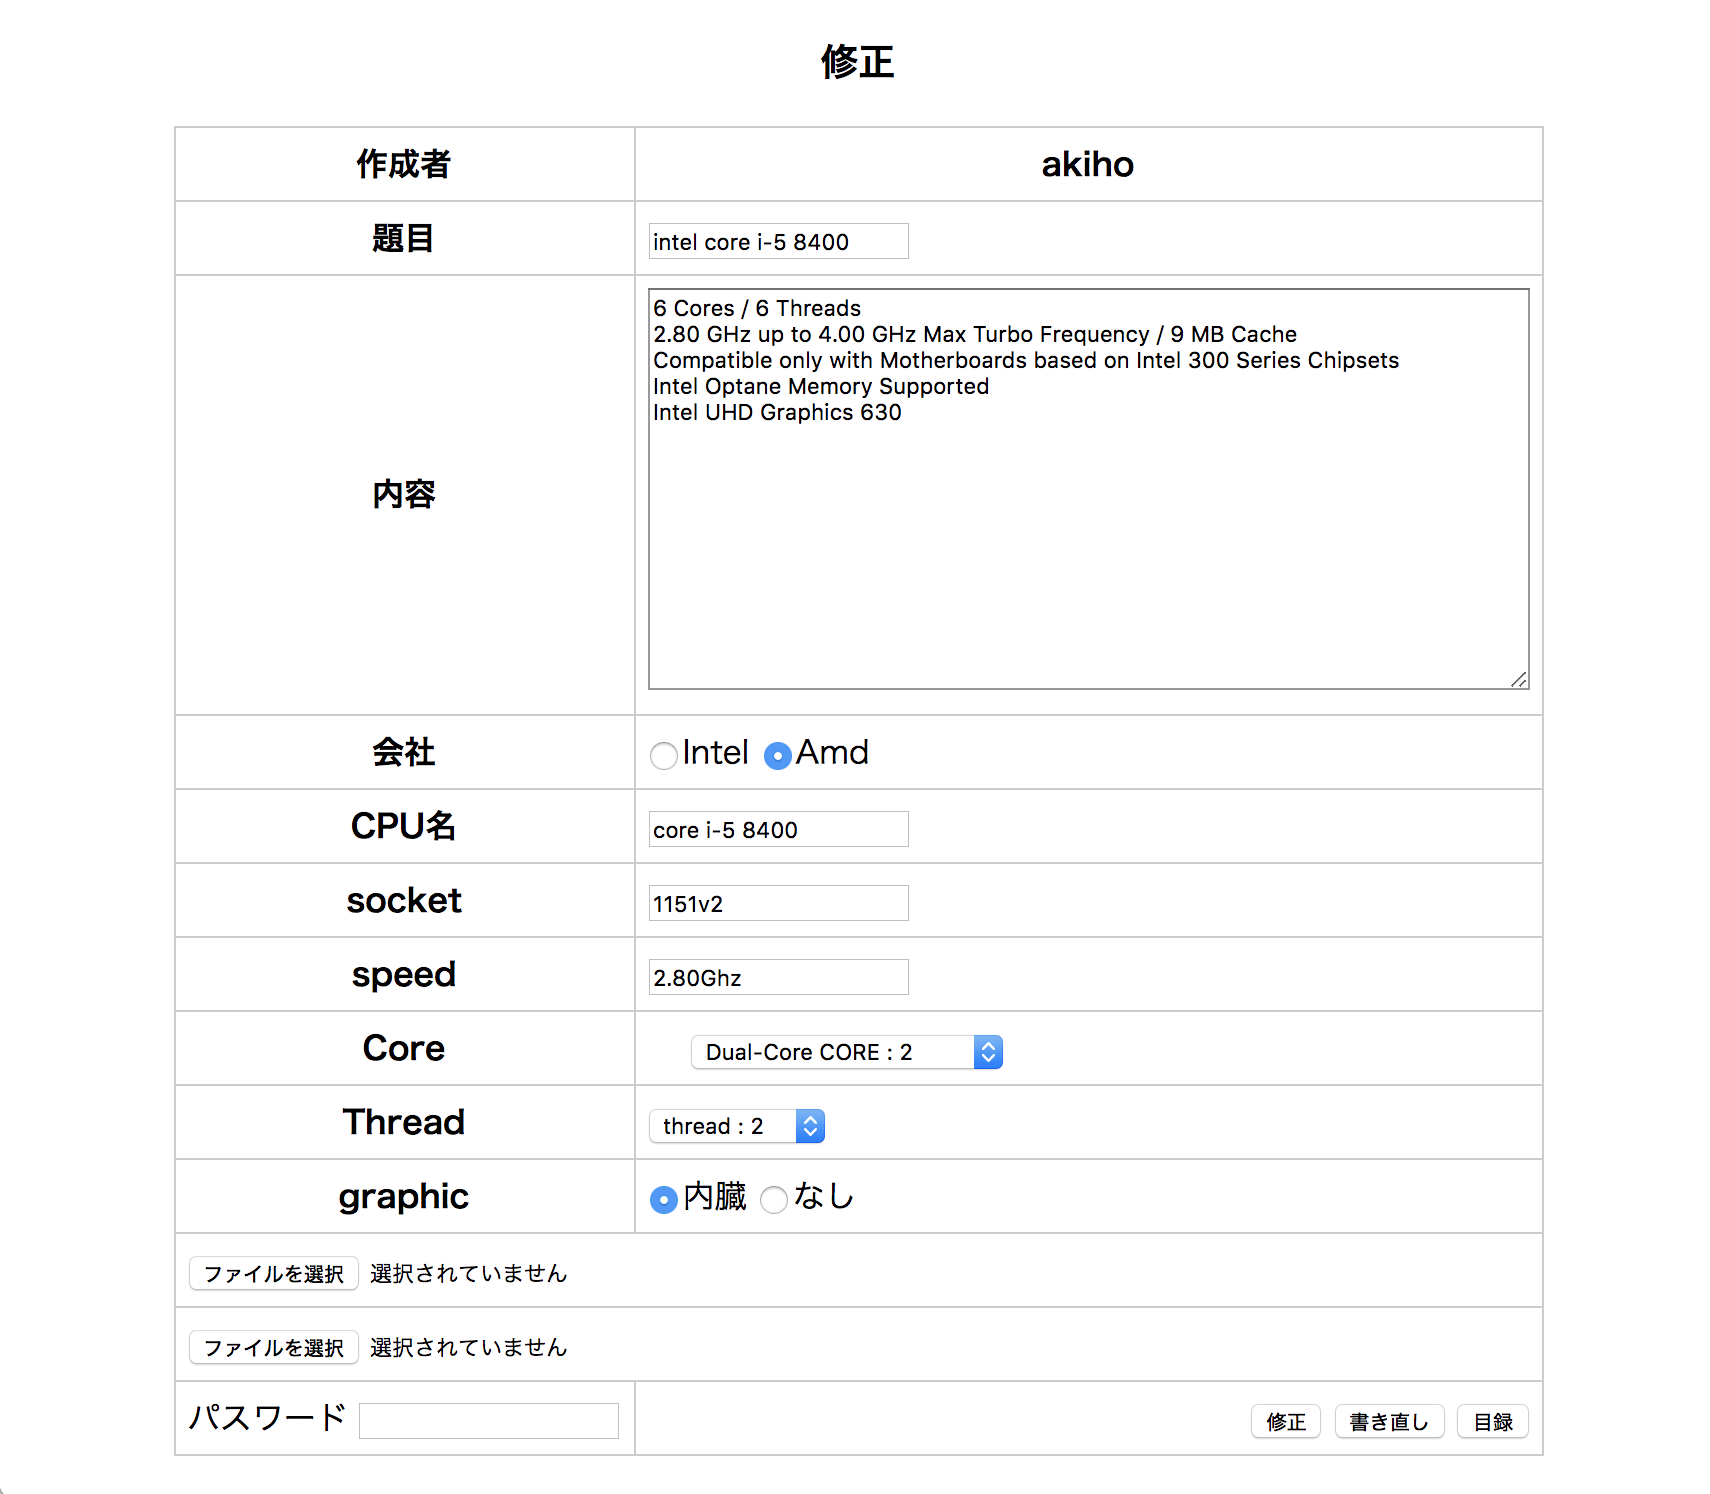 修正
作成者 akiho
題目 intel core i-5 8400
内容
6 Cores / 6 Threads
2.80 GHz up to 4.00 GHz Max Turbo Frequency / 9 MB Cache
Compatible only with Motherboards based on Intel 300 Series Chipsets
Intel Optane Memory Supported
Intel UHD Graphics 630
会社 Intel Amd
CPU名 core i-5 8400
socket 1151v2
speed 2.80Ghz
Core Dual-Core CORE : 2
Thread thread : 2
graphic 内臓 なし
ファイルを選択 選択されていません
ファイルを選択 選択されていません
パスワード 修正 書き直し 目録